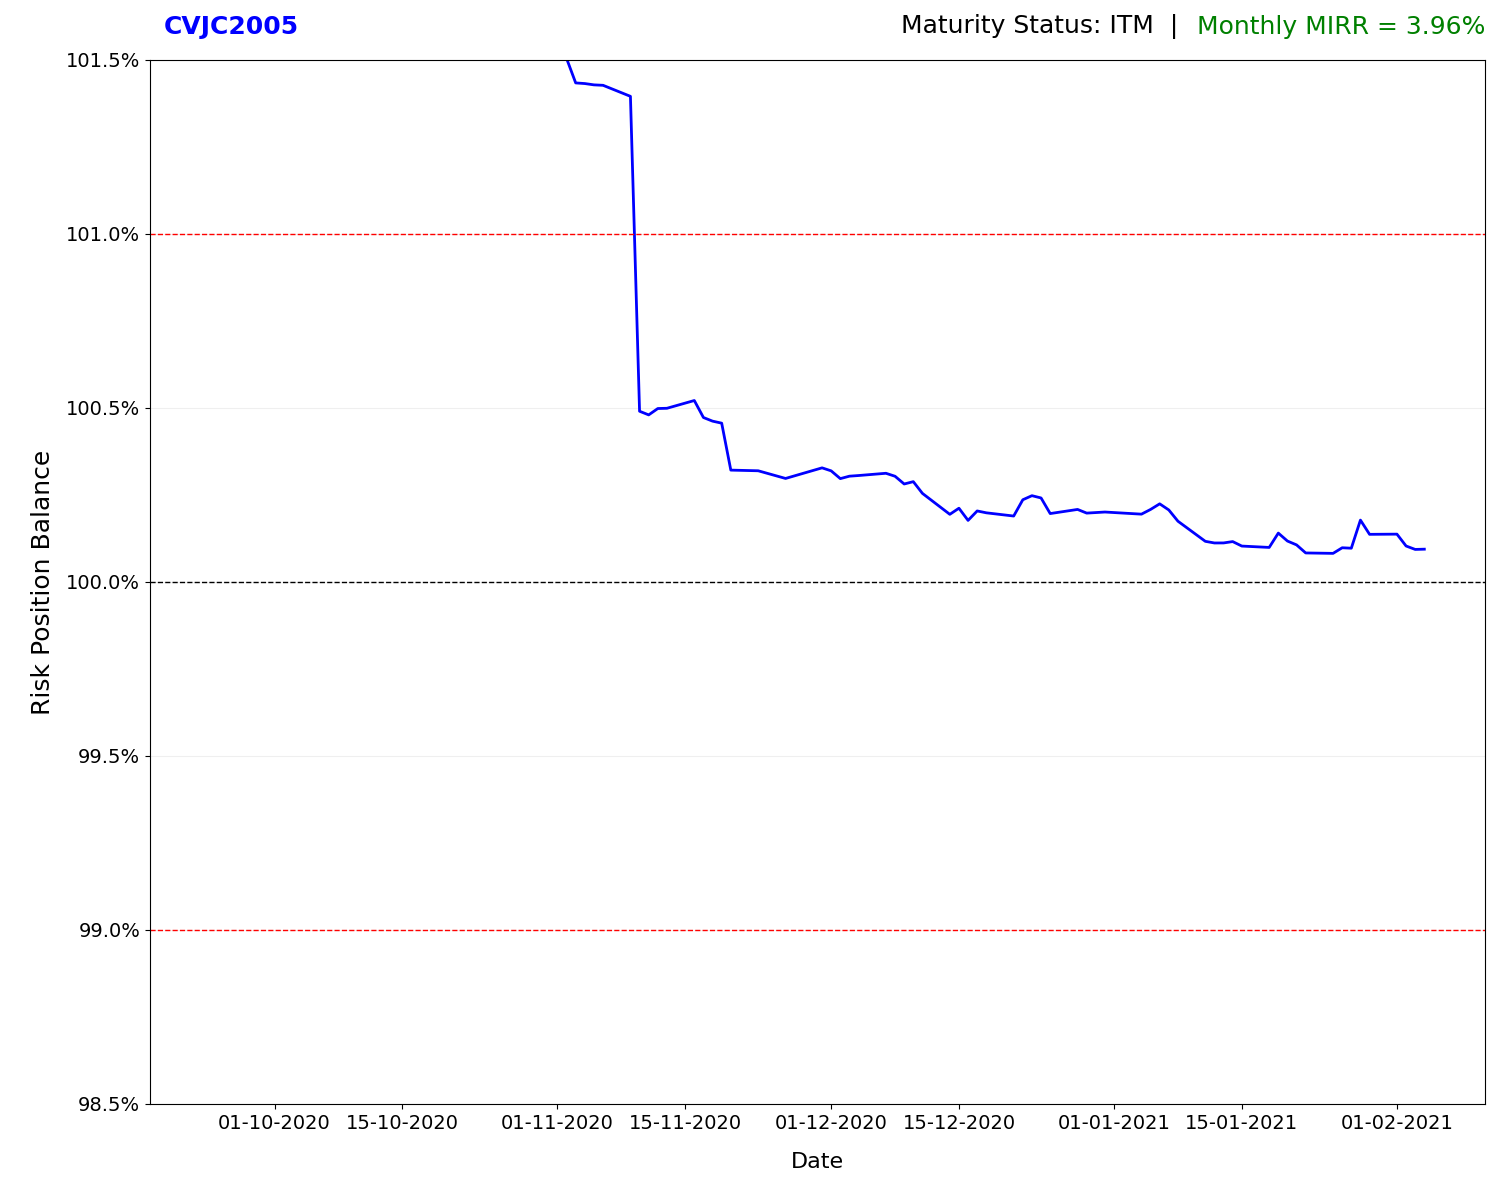 CVJC2005
Maturity Status: ITM | Monthly MIRR = 3.96%
101.5%
101.0%
100.5%
100.0%
99.5%
99.0%
98.5%
Risk Position Balance
01-10-2020 15-10-2020 01-11-2020 15-11-2020 01-12-2020 15-12-2020 01-01-2021 15-01-2021 01-02-2021
Date